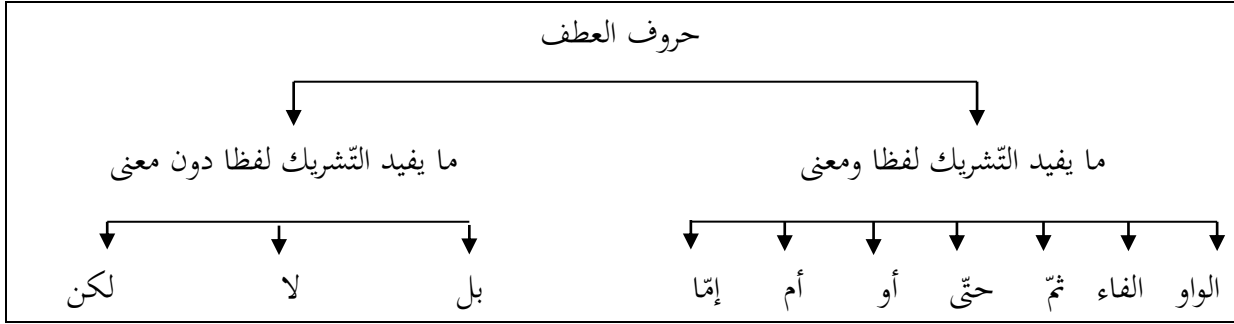 حروف العطف
ما يفيد التّشريك لفظا ومعنى ما يفيد التّشريك لفظا دون معنى
الواو الفاء ثمّ حتّى أو أم إمّا بل لا لكن